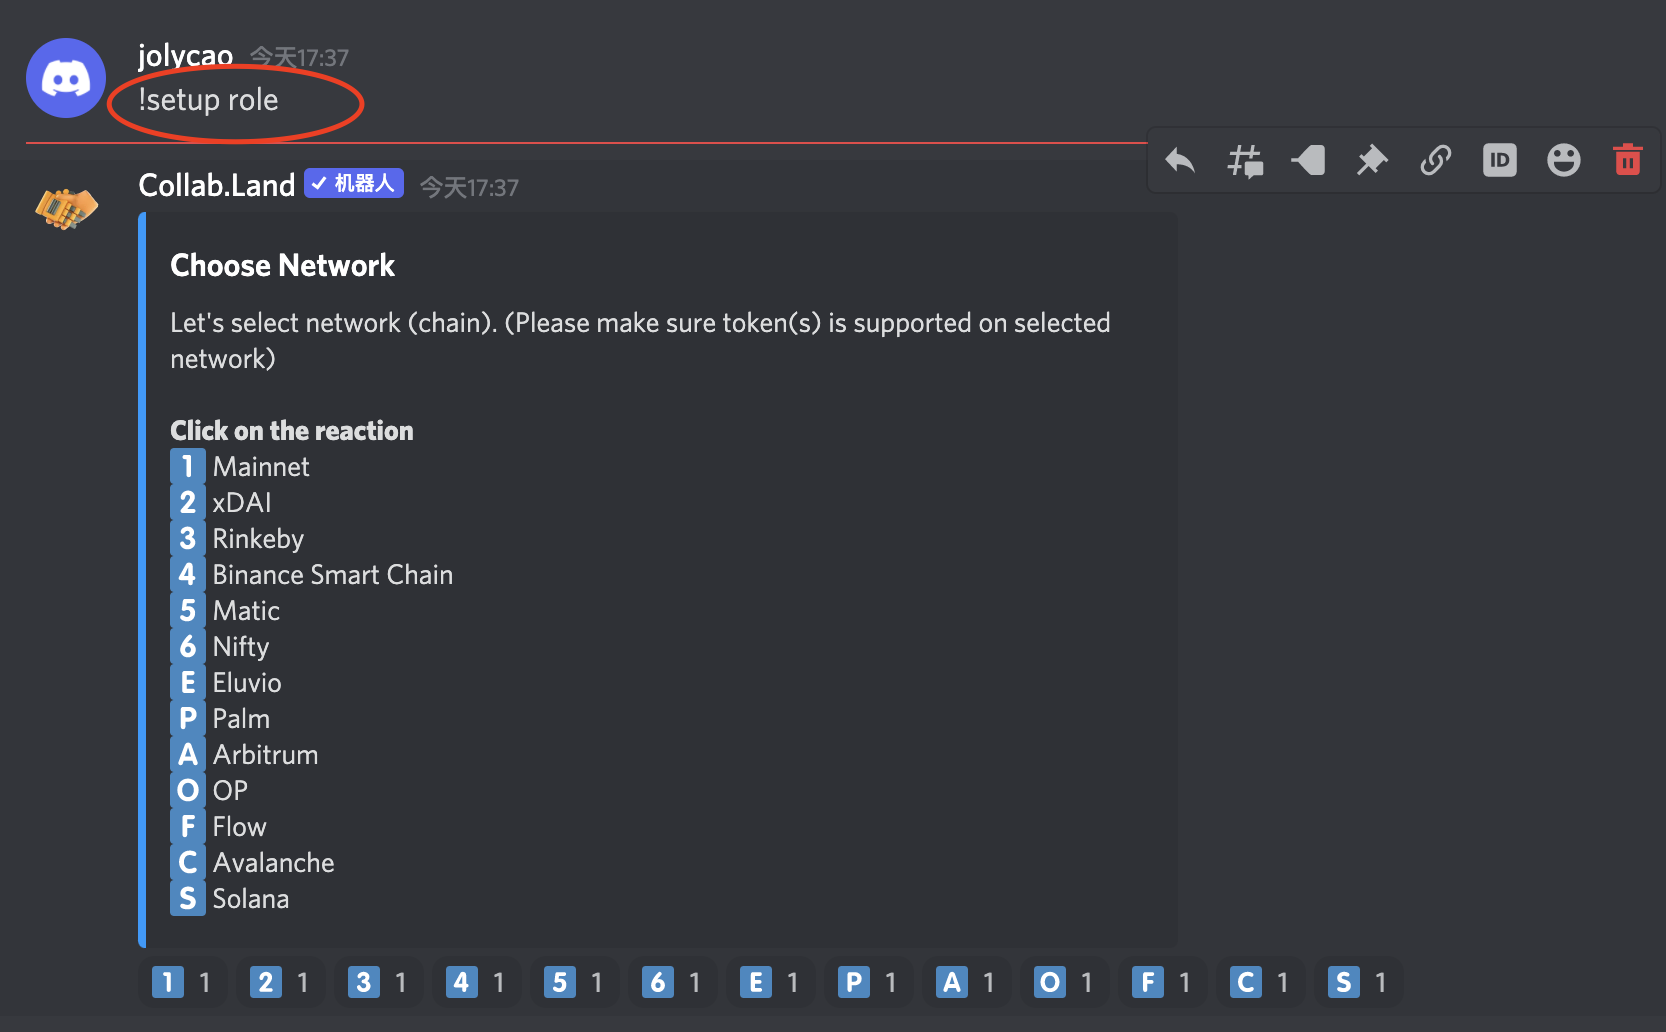 jolycao 今天17:37
!setup role
ID
Collab.Land 机器人 今天17:37
Choose Network
Let's select network (chain). (Please make sure token(s) is supported on selected
network)
Click on the reaction
1 Mainnet
2 xDAI
3 Rinkeby
4 Binance Smart Chain
5 Matic
6 Nifty
E Eluvio
P Palm
A Arbitrum
O OP
F Flow
C Avalanche
S Solana
1 1 2 1 3 1 4 1 5 1 6 1 E 1 P 1 A 1 O 1 F 1 C 1 S 1